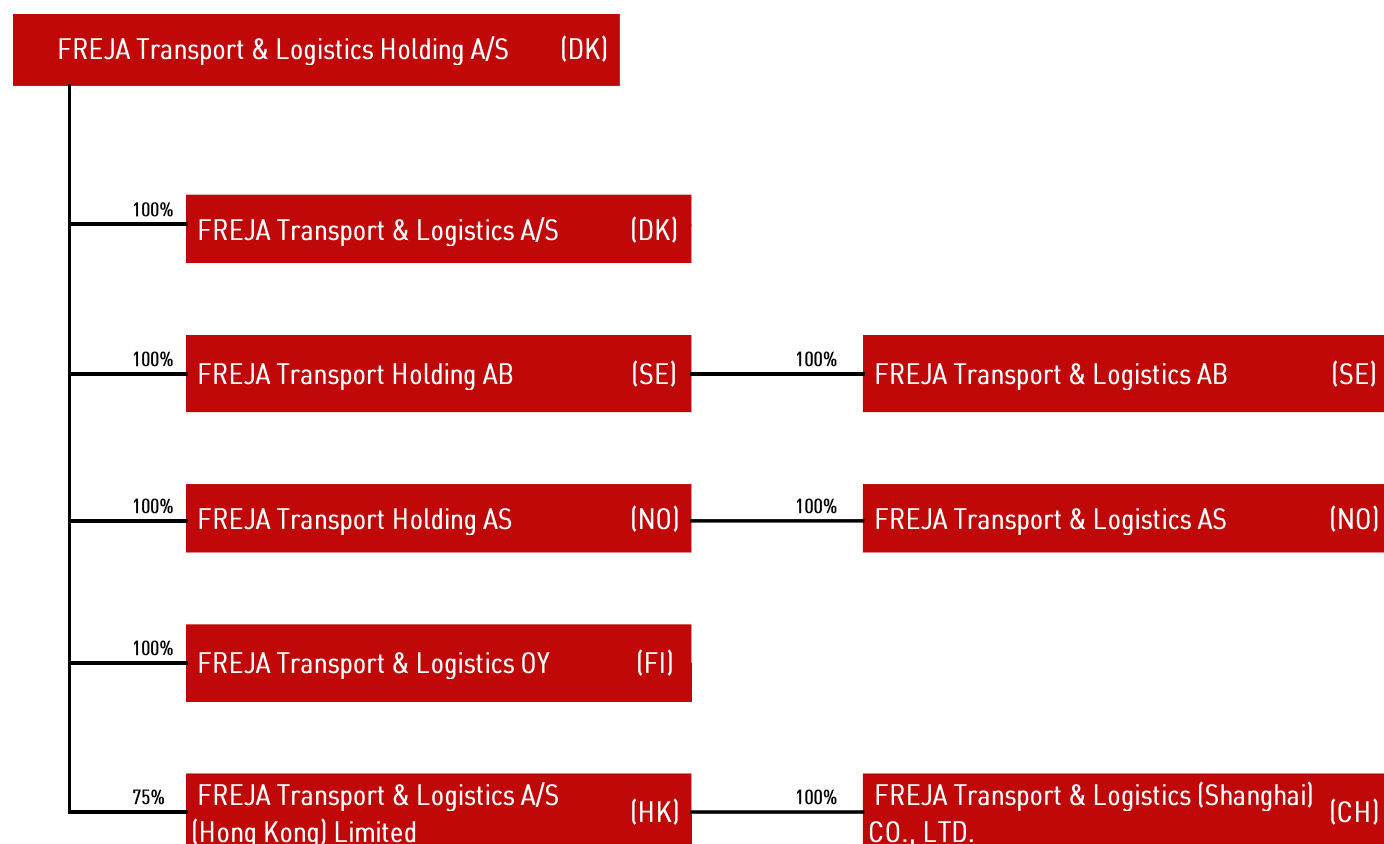 FREJA Transport & Logistics Holding A/S (DK)
100%
FREJA Transport & Logistics A/S (DK)
100%
FREJA Transport Holding AB (SE)
100%
FREJA Transport & Logistics AB (SE)
100%
FREJA Transport Holding AS (NO)
100%
FREJA Transport & Logistics AS (NO)
100%
FREJA Transport & Logistics OY (FI)
75%
FREJA Transport & Logistics A/S
(Hong Kong) Limited
(HK)
100%
FREJA Transport & Logistics (Shanghai)
CO., LTD.
(CH)